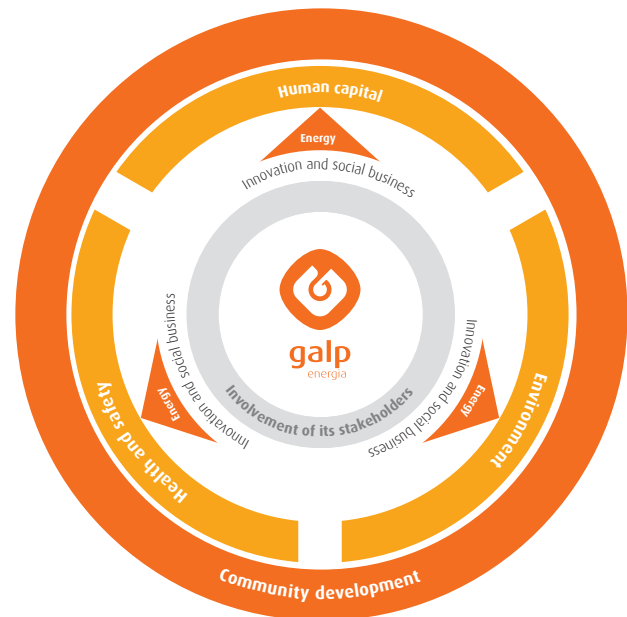 Human capital
Energy
Innovation and social business
galp
energia
Involvement of its stakeholders
Innovation and social business
Energy
Health and safety
Innovation and social business
Energy
Environment
Community development